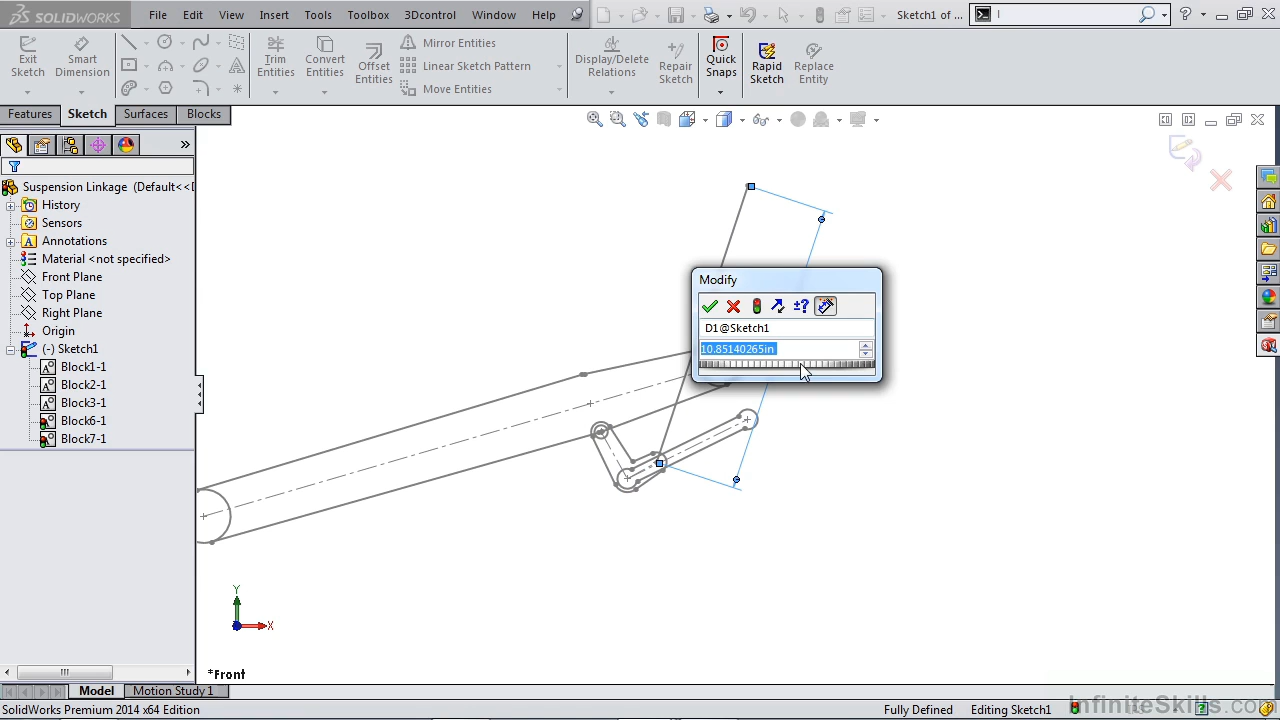 SOLIDWORKS File Edit View Insert Tools Toolbox 3Dcontrol Window Help Sketch1 of ...
Exit Sketch
Smart Dimension
Trim Entities
Convert Entities
Offset Entities
Mirror Entities
Linear Sketch Pattern
Move Entities
Display/Delete Relations
Repair Sketch
Quick Snaps
Rapid Sketch
Replace Entity
Features Sketch Surfaces Blocks
Suspension Linkage (Default<<D
History
Sensors
Annotations
Material <not specified>
Front Plane
Top Plane
Right Plane
Origin
(-) Sketch1
Block1-1
Block2-1
Block3-1
Block6-1
Block7-1
Modify
D1@Sketch1
10.85140265in
Y
X
*Front
Model Motion Study 1
SolidWorks Premium 2014 x64 Edition Fully Defined Editing Sketch1
InfiniteSkills.com